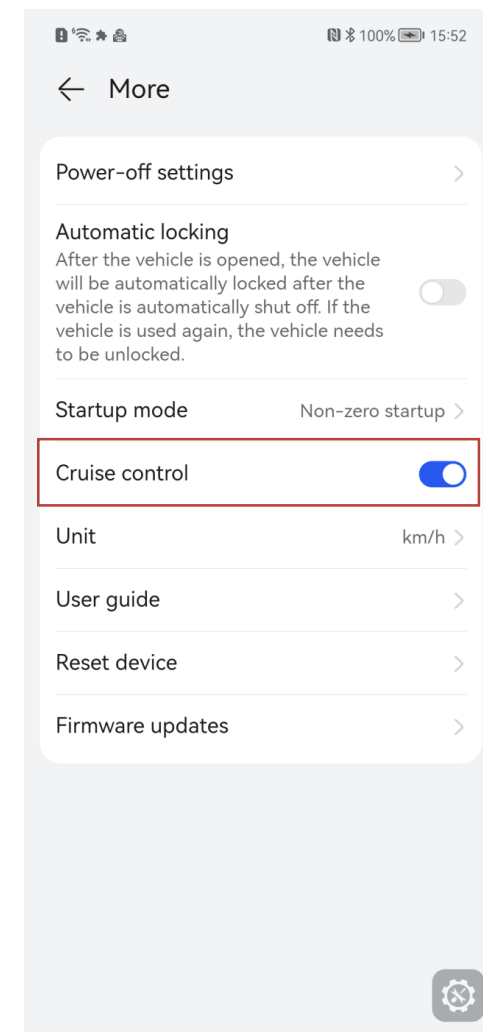 100% 15:52
More
Power-off settings
Automatic locking
After the vehicle is opened, the vehicle
will be automatically locked after the
vehicle is automatically shut off. If the
vehicle is used again, the vehicle needs
to be unlocked.
Startup mode Non-zero startup
Cruise control
Unit km/h
User guide
Reset device
Firmware updates